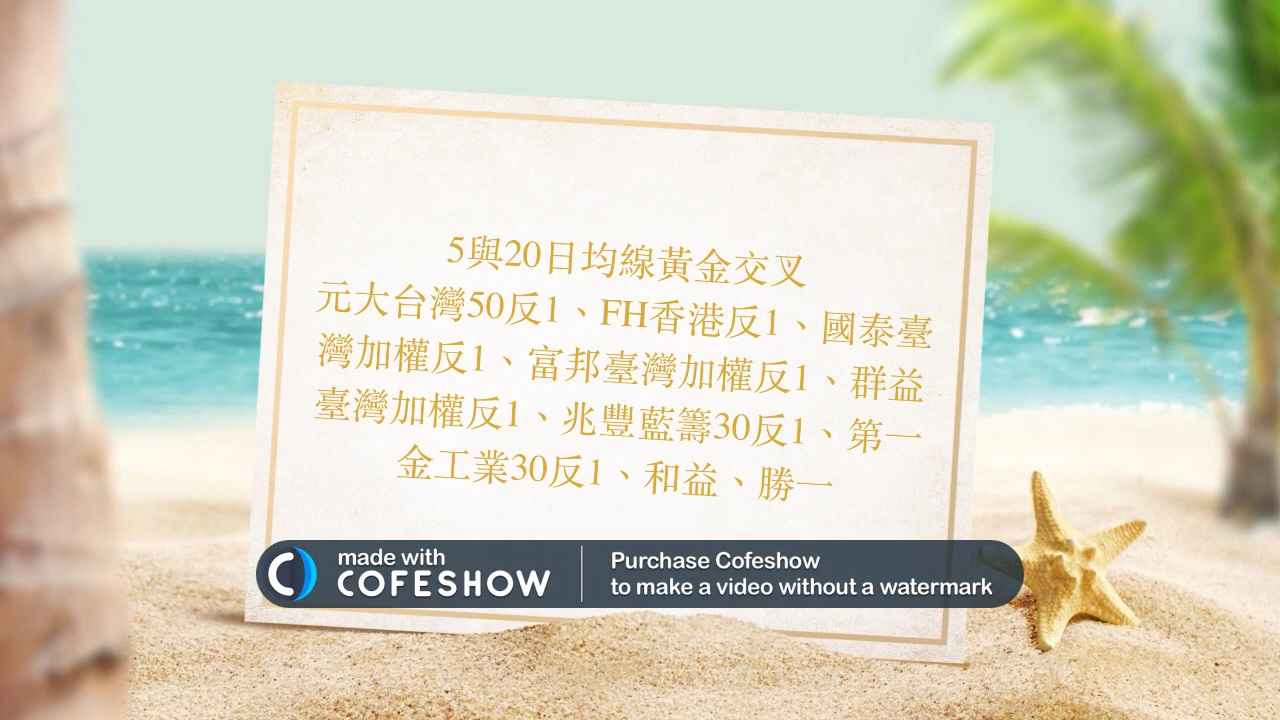 5與20日均線黃金交叉
元大台灣50反1、FH香港反1、國泰臺
灣加權反1、富邦臺灣加權反1、群益
臺灣加權反1、兆豐藍籌30反1、第一
金工業30反1、和益、勝一
made with
COFESHOW
Purchase Cofeshow
to make a video without a watermark